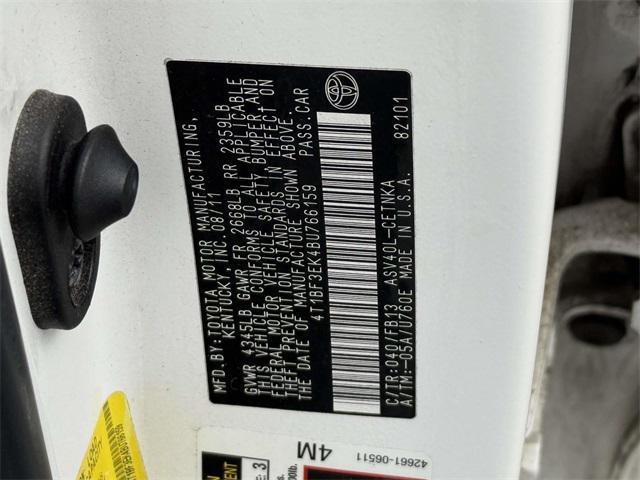 MFD. BY: TOYOTA MOTOR MANUFACTURING,
KENTUCKY, INC. 08/11
GVWR 4345LB GAWR FR 2668LB RR 2359LB
THIS VEHICLE CONFORMS TO ALL APPLICABLE
FEDERAL MOTOR VEHICLE SAFETY, BUMPER, AND
THEFT PREVENTION STANDARDS IN EFFECT ON
THE DATE OF MANUFACTURE SHOWN ABOVE.
4T1BF3EK4BU766159 PASS.CAR
C/TR:040/FB13 ASV40L-CETNKA
A/TM:-05A/U760E MADE IN U.S.A. 82101
42661-06511
4M
3